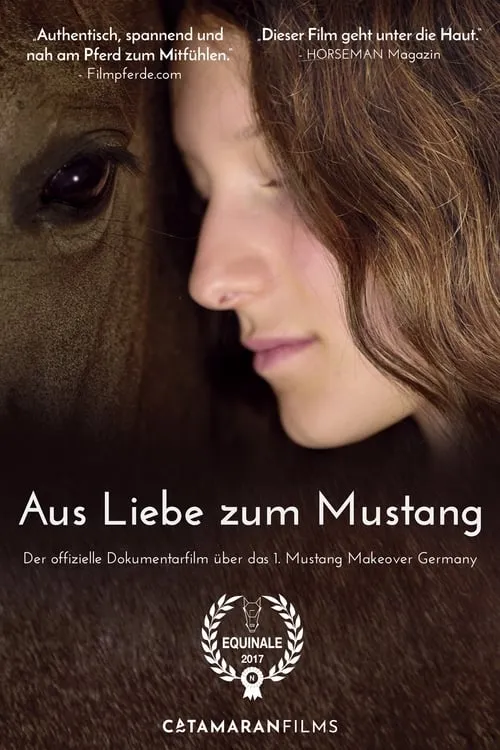 „Authentisch, spannend und
nah am Pferd zum Mitfühlen.“
- Filmpferde.com
„Dieser Film geht unter die Haut.“
- HORSEMAN Magazin
Aus Liebe zum Mustang
Der offizielle Dokumentarfilm über das 1. Mustang Makeover Germany
EQUINALE
2017
N
CATAMARANFILMS